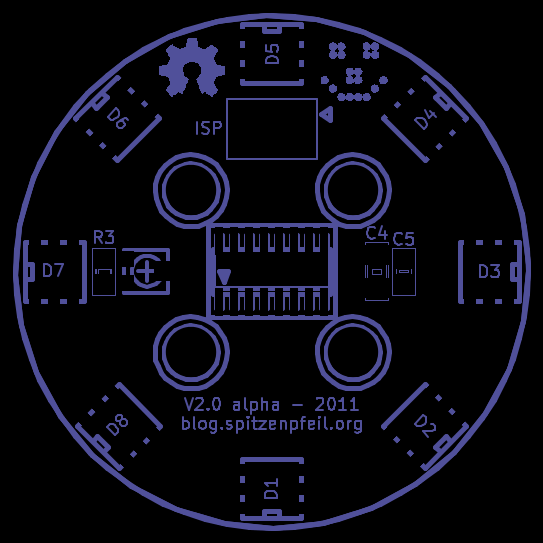 D5
D6
D4
ISP
R3
C4
C5
D7
D3
V2.0 alpha - 2011
blog.spitzenpfeil.org
D8
D2
D1